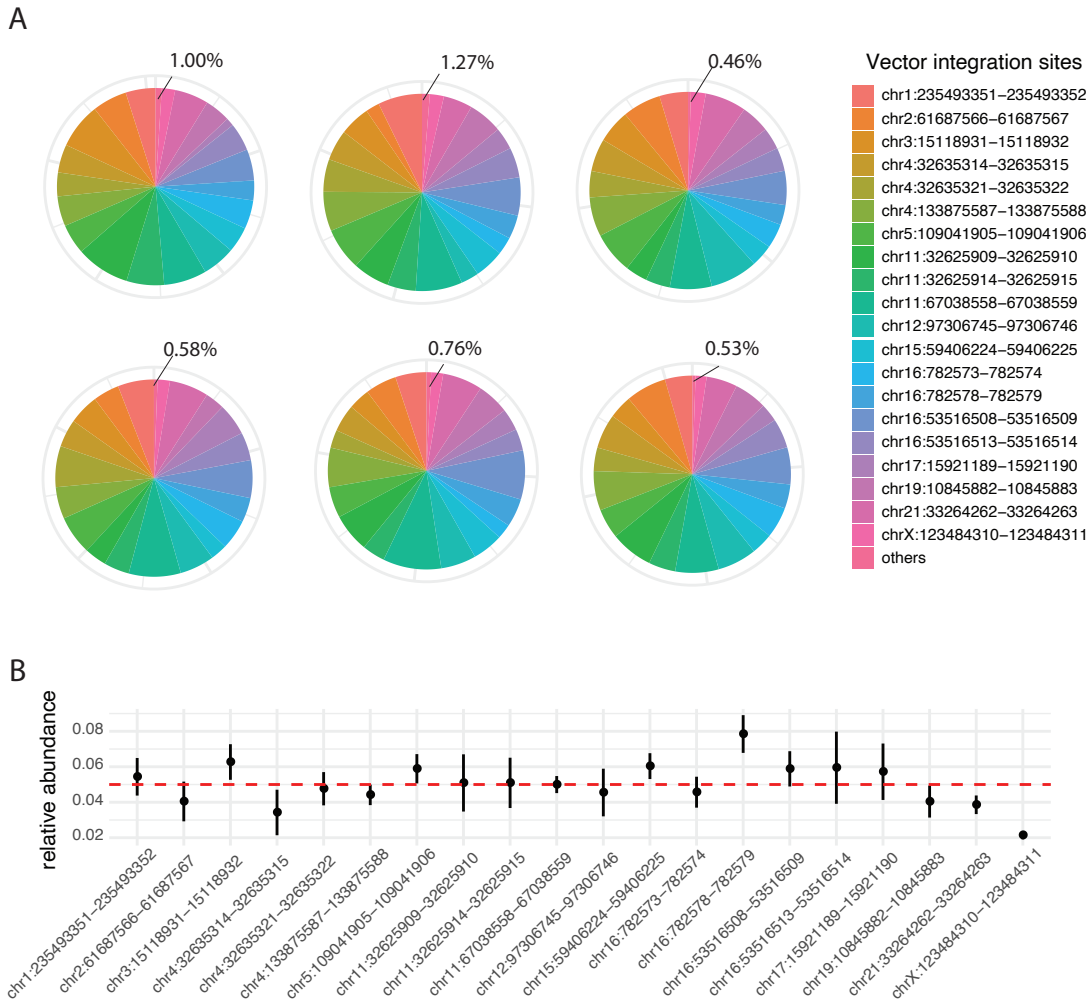 A
1.00%
1.27%
0.46%
Vector integration sites
chr1:235493351−235493352
chr2:61687566−61687567
chr3:15118931−15118932
chr4:32635314−32635315
chr4:32635321−32635322
chr4:133875587−133875588
chr5:109041905−109041906
chr11:32625909−32625910
chr11:32625914−32625915
chr11:67038558−67038559
chr12:97306745−97306746
chr15:59406224−59406225
chr16:782573−782574
chr16:782578−782579
chr16:53516508−53516509
chr16:53516513−53516514
chr17:15921189−15921190
chr19:10845882−10845883
chr21:33264262−33264263
chrX:123484310−123484311
others
0.58%
0.76%
0.53%
B
relative abundance
0.08
0.06
0.04
0.02
chr1:235493351−235493352
chr2:61687566−61687567
chr3:15118931−15118932
chr4:32635314−32635315
chr4:32635321−32635322
chr4:133875587−133875588
chr5:109041905−109041906
chr11:32625909−32625910
chr11:32625914−32625915
chr11:67038558−67038559
chr12:97306745−97306746
chr15:59406224−59406225
chr16:782573−782574
chr16:782578−782579
chr16:53516508−53516509
chr16:53516513−53516514
chr17:15921189−15921190
chr19:10845882−10845883
chr21:33264262−33264263
chrX:123484310−123484311